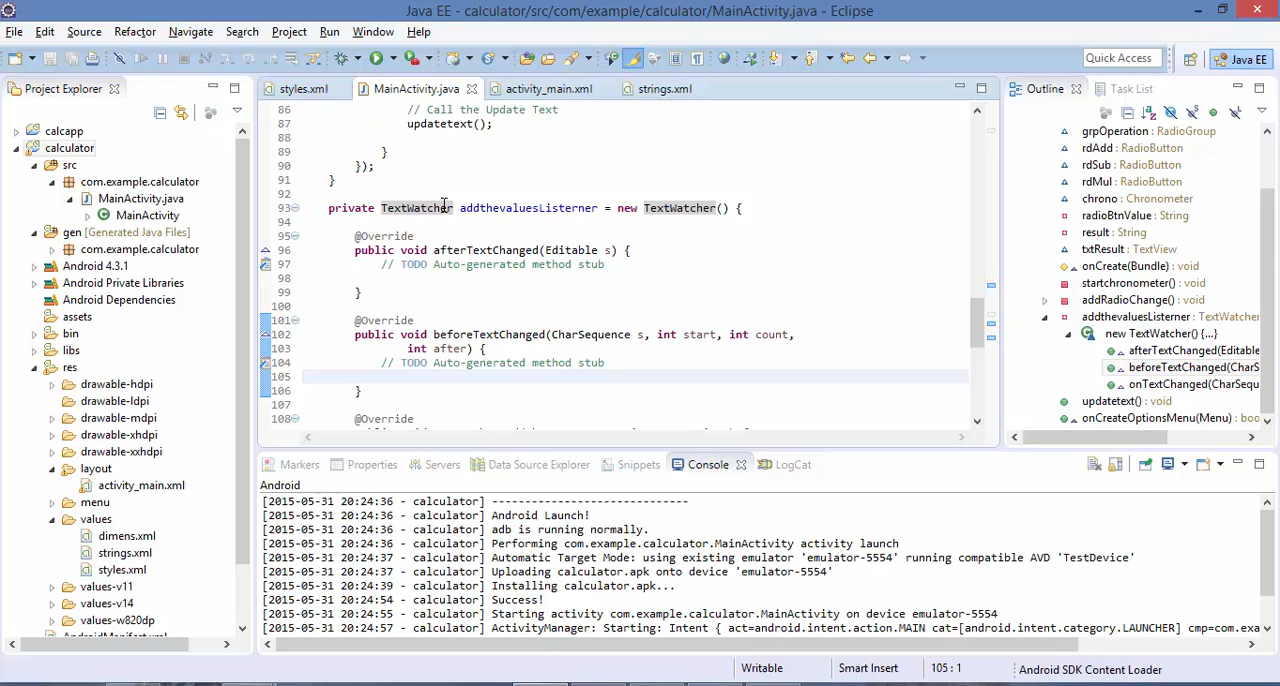 Java EE - calculator/src/com/example/calculator/MainActivity.java - Eclipse
File Edit Source Refactor Navigate Search Project Run Window Help
Quick Access
Java EE
Project Explorer
calcapp
calculator
src
com.example.calculator
MainActivity.java
MainActivity
gen [Generated Java Files]
com.example.calculator
Android 4.3.1
Android Private Libraries
Android Dependencies
assets
bin
libs
res
drawable-hdpi
drawable-ldpi
drawable-mdpi
drawable-xhdpi
drawable-xxhdpi
layout
activity_main.xml
menu
values
dimens.xml
strings.xml
styles.xml
values-v11
values-v14
values-w820dp
styles.xml MainActivity.java activity_main.xml strings.xml
86 // Call the Update Text
87 updatetext();
88
89 }
90 });
91 }
92
93 private TextWatcher addthevaluesListerner = new TextWatcher() {
94
95 @Override
96 public void afterTextChanged(Editable s) {
97 // TODO Auto-generated method stub
98
99 }
100
101 @Override
102 public void beforeTextChanged(CharSequence s, int start, int count,
103 int after) {
104 // TODO Auto-generated method stub
105
106 }
107
108 @Override
Outline Task List
grpOperation : RadioGroup
rdAdd : RadioButton
rdSub : RadioButton
rdMul : RadioButton
chrono : Chronometer
radioBtnValue : String
result : String
txtResult : TextView
onCreate(Bundle) : void
startchronometer() : void
addRadioChange() : void
addthevaluesListerner : TextWatcher
new TextWatcher() {...}
afterTextChanged(Editable
beforeTextChanged(CharS
onTextChanged(CharSequ
updatetext() : void
onCreateOptionsMenu(Menu) : boo
Markers Properties Servers Data Source Explorer Snippets Console LogCat
Android
[2015-05-31 20:24:36 - calculator] ------------------------------
[2015-05-31 20:24:36 - calculator] Android Launch!
[2015-05-31 20:24:36 - calculator] adb is running normally.
[2015-05-31 20:24:36 - calculator] Performing com.example.calculator.MainActivity activity launch
[2015-05-31 20:24:37 - calculator] Automatic Target Mode: using existing emulator 'emulator-5554' running compatible AVD 'TestDevice'
[2015-05-31 20:24:37 - calculator] Uploading calculator.apk onto device 'emulator-5554'
[2015-05-31 20:24:39 - calculator] Installing calculator.apk...
[2015-05-31 20:24:54 - calculator] Success!
[2015-05-31 20:24:55 - calculator] Starting activity com.example.calculator.MainActivity on device emulator-5554
[2015-05-31 20:24:57 - calculator] ActivityManager: Starting: Intent { act=android.intent.action.MAIN cat=[android.intent.category.LAUNCHER] cmp=com.exa
Writable Smart Insert 105 : 1 Android SDK Content Loader